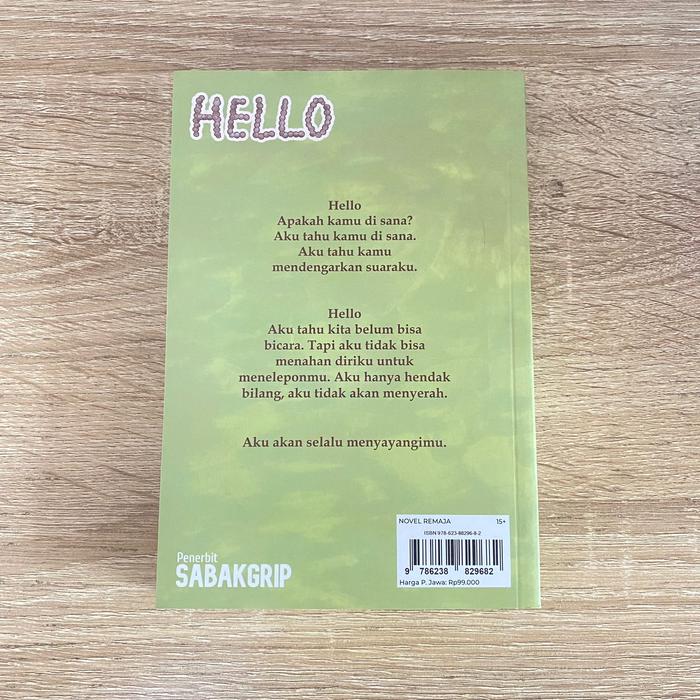 HELLO
Hello
Apakah kamu di sana?
Aku tahu kamu di sana.
Aku tahu kamu
mendengarkan suaraku.
Hello
Aku tahu kita belum bisa
bicara. Tapi aku tidak bisa
menahan diriku untuk
meneleponmu. Aku hanya hendak
bilang, aku tidak akan menyerah.
Aku akan selalu menyayangimu.
NOVEL REMAJA 15+
ISBN 978-623-88296-8-2
9 786238 829682
Harga P. Jawa: Rp99.000
Penerbit
SABAKGRIP